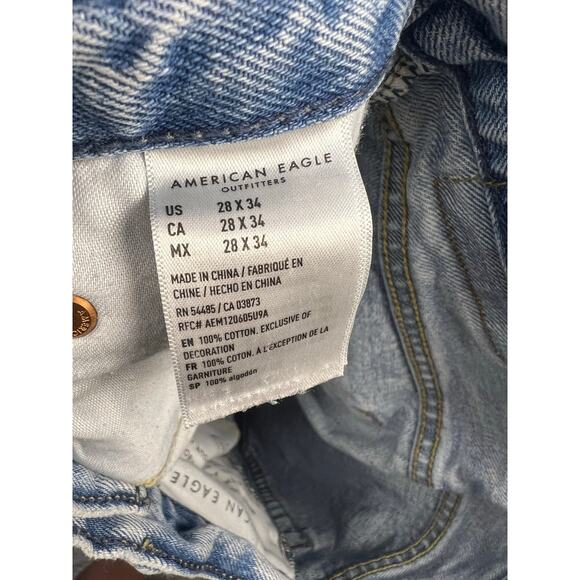 AMERICAN EAGLE
OUTFITTERS
US 28 X 34
CA 28 X 34
MX 28 X 34
MADE IN CHINA / FABRIQUÉ EN
CHINE / HECHO EN CHINA
RN 54485 / CA 03873
RFC# AEM120605U9A
EN 100% COTTON, EXCLUSIVE OF
DECORATION
FR 100% COTON. À L'EXCEPTION DE LA
GARNITURE
SP 100% algodón
CAN EAGLE